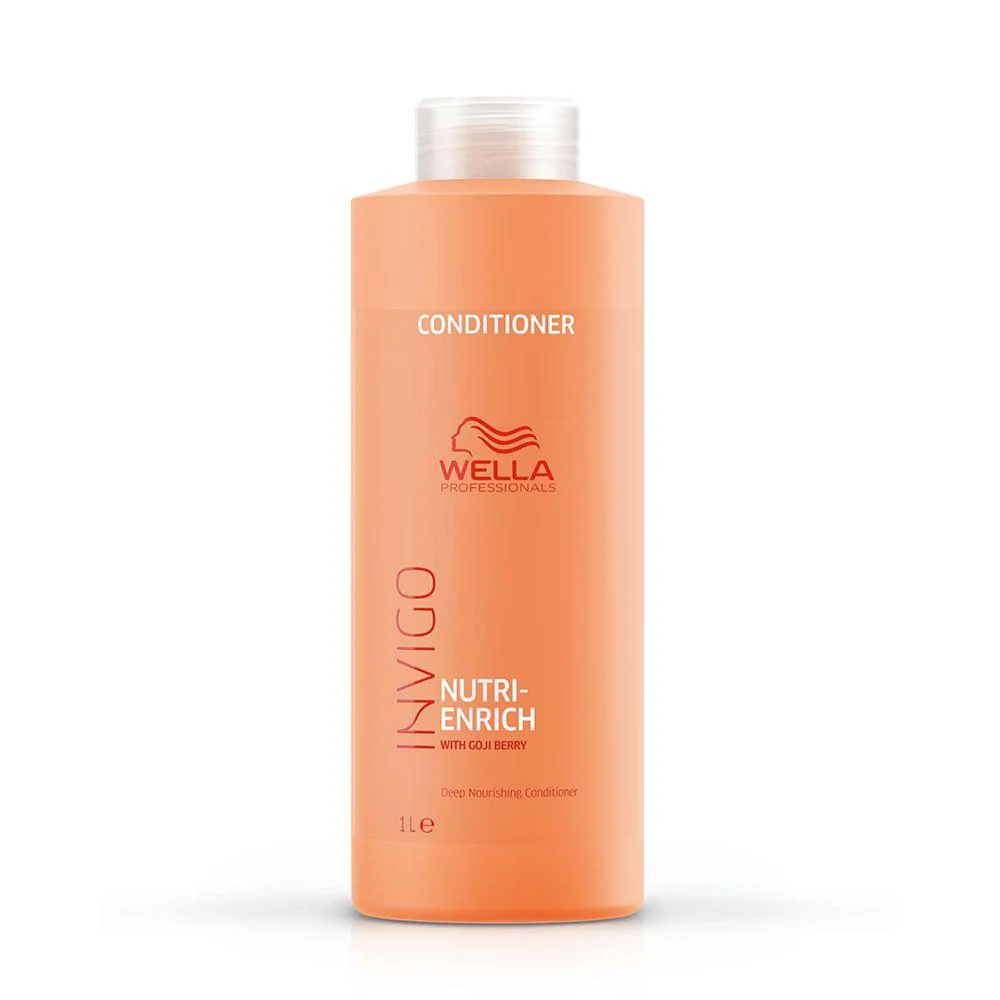 CONDITIONER
WELLA
PROFESSIONALS
INVIGO
NUTRI-
ENRICH
WITH GOJI BERRY
Deep Nourishing Conditioner
1L℮